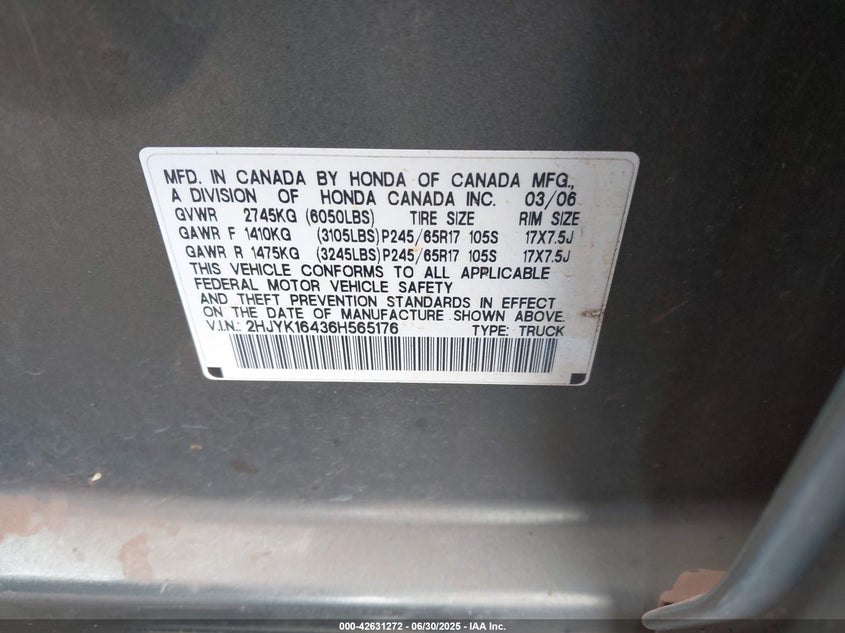 MFD. IN CANADA BY HONDA OF CANADA MFG.,
A DIVISION OF HONDA CANADA INC. 03/06
GVWR 2745KG (6050LBS) TIRE SIZE RIM SIZE
GAWR F 1410KG (3105LBS) P245/65R17 105S 17X7.5J
GAWR R 1475KG (3245LBS) P245/65R17 105S 17X7.5J
THIS VEHICLE CONFORMS TO ALL APPLICABLE
FEDERAL MOTOR VEHICLE SAFETY
AND THEFT PREVENTION STANDARDS IN EFFECT
ON THE DATE OF MANUFACTURE SHOWN ABOVE.
V.I.N.: 2HJYK16436H565176 TYPE: TRUCK
000-42631272 - 06/30/2025 - IAA Inc.